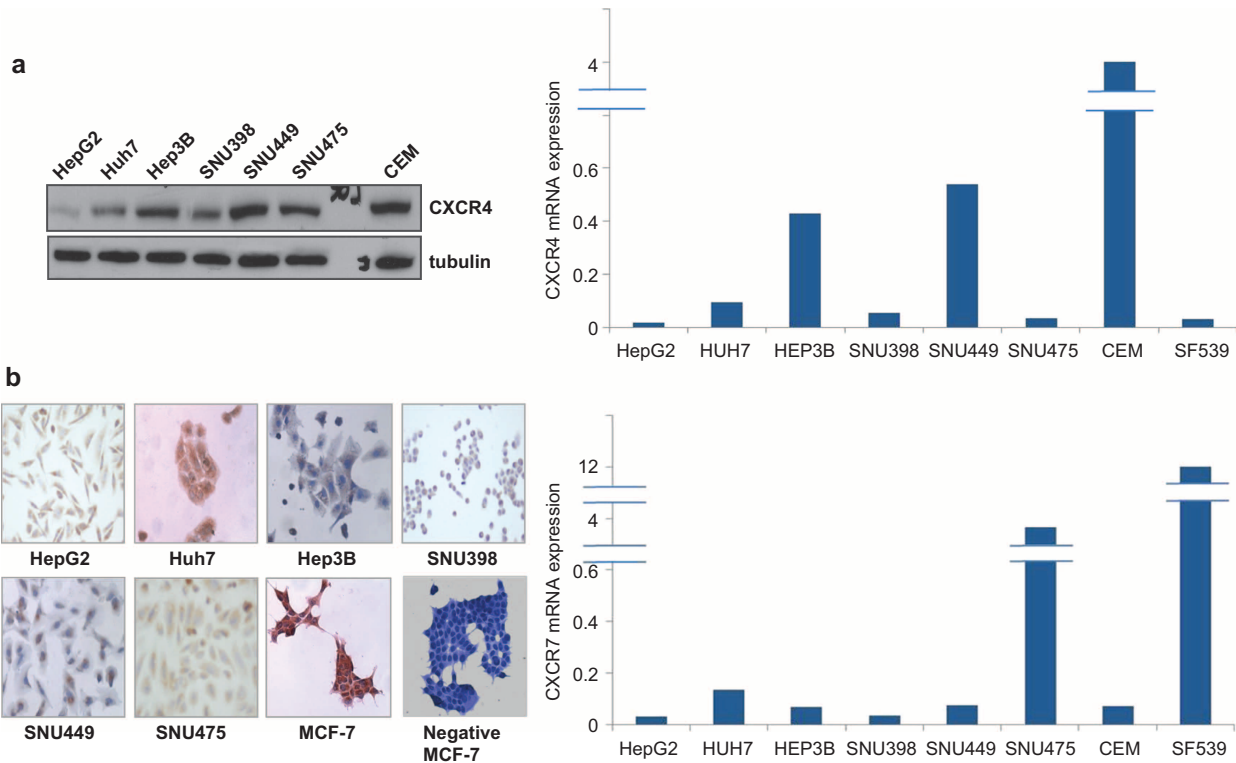 a
HepG2
Huh7
Hep3B
SNU398
SNU449
SNU475
CEM
CXCR4
tubulin
CXCR4 mRNA expression
4
0.6
0.4
0.2
0
HepG2 HUH7 HEP3B SNU398 SNU449 SNU475 CEM SF539
b
HepG2 Huh7 Hep3B SNU398
SNU449 SNU475 MCF-7 Negative
MCF-7
CXCR7 mRNA expression
12
4
0.6
0.4
0.2
0
HepG2 HUH7 HEP3B SNU398 SNU449 SNU475 CEM SF539